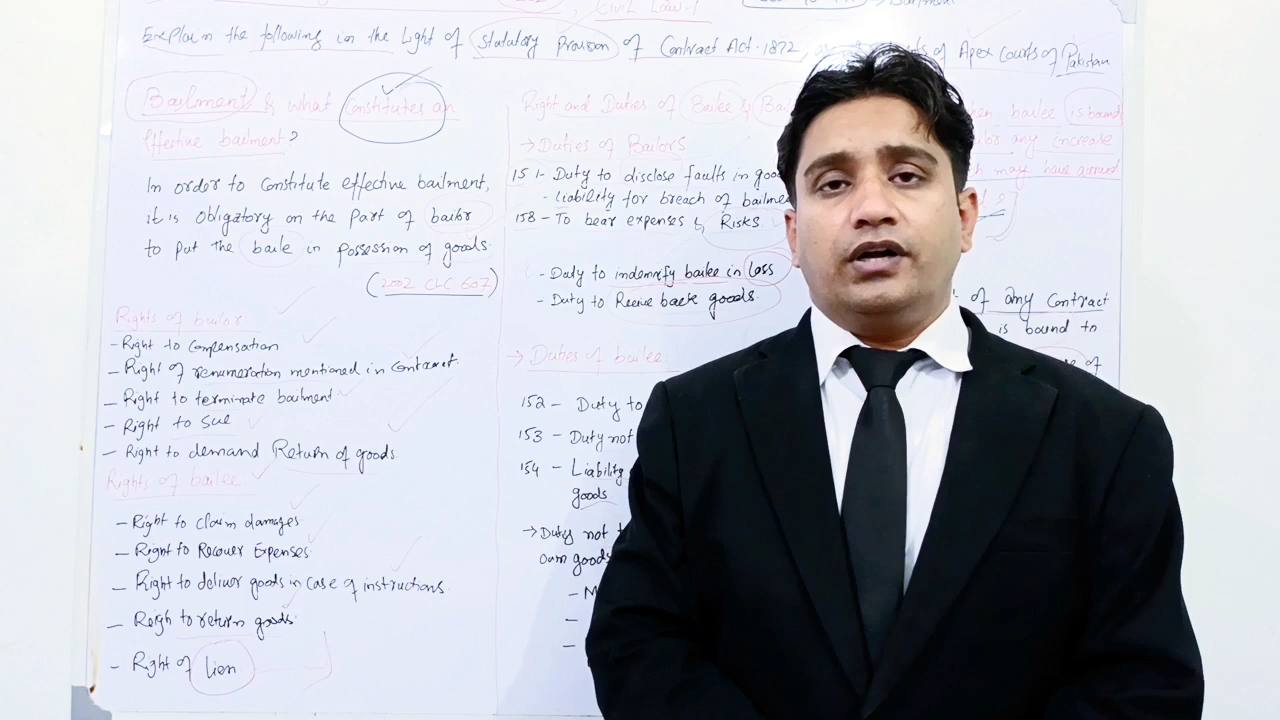 Civil Law-I
Bailment
Explain the following in the light of Statutory Provision of Contract Act-1872, of Apex Courts of Pakistan
Bailment & what Constitutes an
effective bailment?
In order to Constitute effective bailment,
it is obligatory on the part of bailor
to put the bailee in possession of goods.
(2002 CLC 607)
Rights of bailor
- Right to Compensation
- Right of renumeration mentioned in Contract
- Right to terminate bailment
- Right to Sue
- Right to demand Return of goods.
Rights of bailee
- Right to Claim damages
- Right to Recover Expenses
- Right to deliver goods in case of instructions.
- Reigh to return goods
- Right of lien
Right and Duties of Bailee &
→ Duties of Bailors
151- Duty to disclose faults in
- Liability for breach of
158- To bear expenses & Risks
- Duty to indemnify bailee in Loss
- Duty to Receive back goods
→ Duties of bailee
152- Duty to
153- Duty not
154- Liability
goods
→ Duty not
own goods
bailee is bound
any increase
which may have accrued
of any Contract
is bound to
of